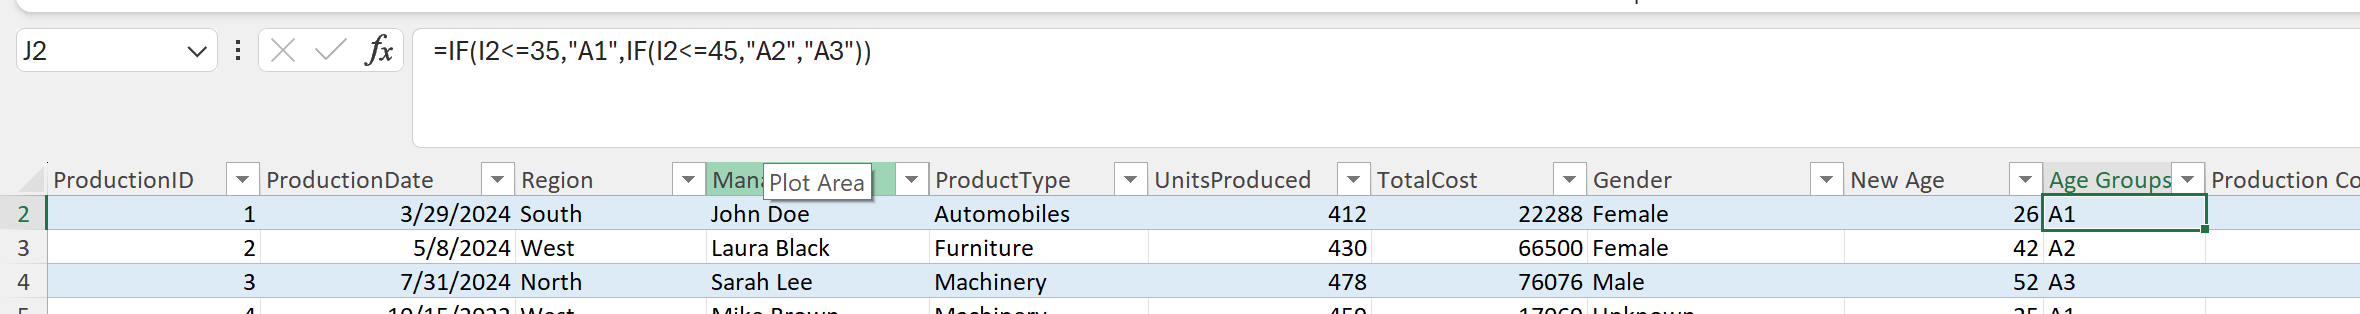 J2 fx =IF(I2<=35,"A1",IF(I2<=45,"A2","A3"))
ProductionID ProductionDate Region Plot Area ProductType UnitsProduced TotalCost Gender New Age Age Groups Production Co
2 1 3/29/2024 South John Doe Automobiles 412 22288 Female 26 A1
3 2 5/8/2024 West Laura Black Furniture 430 66500 Female 42 A2
4 3 7/31/2024 North Sarah Lee Machinery 478 76076 Male 52 A3